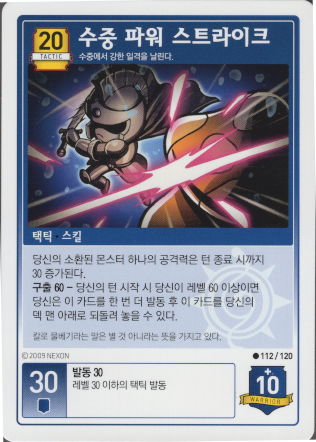 20
TACTIC
수중 파워 스트라이크
수중에서 강한 일격을 날린다.
택틱 · 스킬
당신의 소환된 몬스터 하나의 공격력은 턴 종료 시까지
30 증가된다.
구출 60 – 당신의 턴 시작 시 당신이 레벨 60 이상이면
당신은 이 카드를 한 번 더 발동 후 이 카드를 당신의
덱 맨 아래로 되돌려 놓을 수 있다.
칼로 물베기라는 말은 별 것 아니라는 뜻을 가지고 있다.
©2009 NEXON
●112 / 120
30
발동 30
레벨 30 이하의 택틱 발동
+
10
WARRIOR